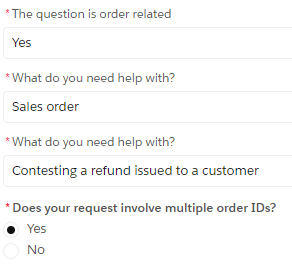 * The question is order related
Yes
* What do you need help with?
Sales order
* What do you need help with?
Contesting a refund issued to a customer
* Does your request involve multiple order IDs?
Yes
No